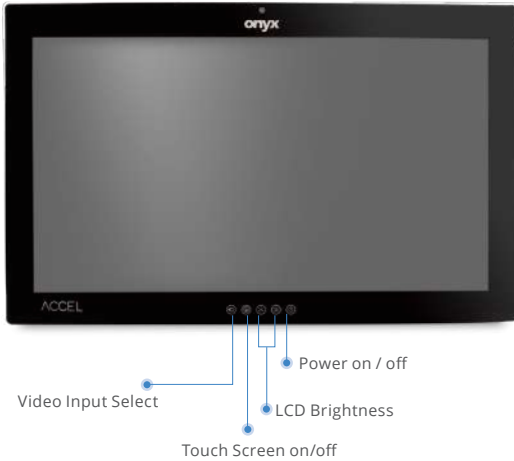 onyx
ACCEL
Power on / off
Video Input Select
LCD Brightness
Touch Screen on/off